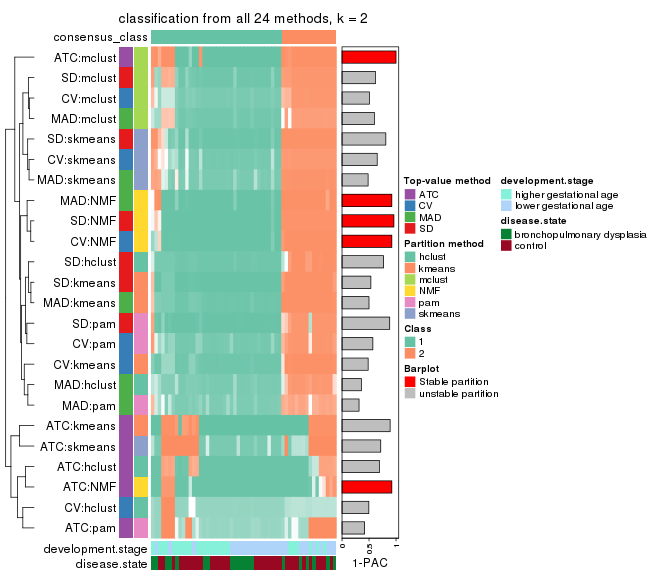 classification from all 24 methods, k = 2
consensus_class
ATC:mclust
SD:mclust
CV:mclust
MAD:mclust
SD:skmeans
CV:skmeans
MAD:skmeans
MAD:NMF
SD:NMF
CV:NMF
SD:hclust
SD:kmeans
MAD:kmeans
SD:pam
CV:pam
CV:kmeans
MAD:hclust
MAD:pam
ATC:kmeans
ATC:skmeans
ATC:hclust
ATC:NMF
CV:hclust
ATC:pam
development.stage
disease.state
0
0.5
1
1-PAC
Top-value method
ATC
CV
MAD
SD
Partition method
hclust
kmeans
mclust
NMF
pam
skmeans
Class
1
2
Barplot
Stable partition
unstable partition
development.stage
higher gestational age
lower gestational age
disease.state
bronchopulmonary dysplasia
control